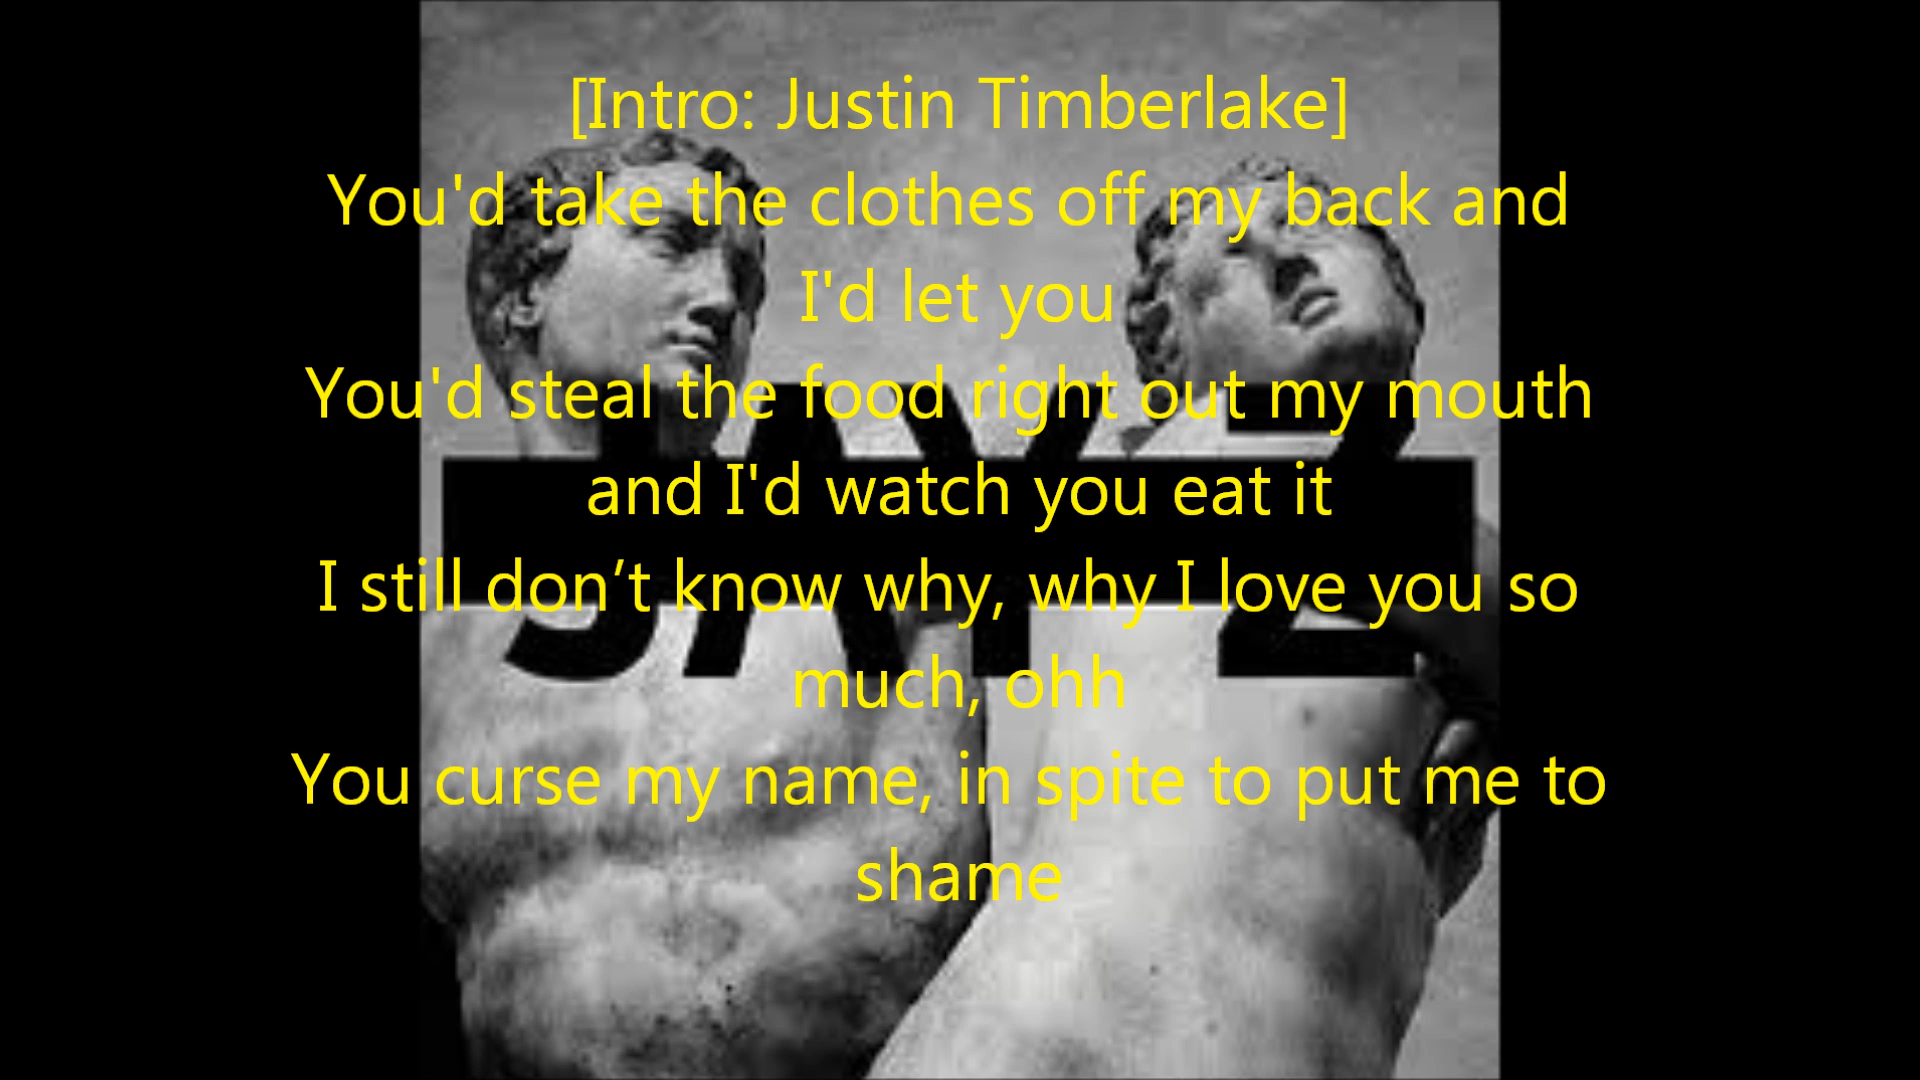 [Intro: Justin Timberlake]
You'd take the clothes off my back and
I'd let you
You'd steal the food right out my mouth
and I'd watch you eat it
I still don’t know why, why I love you so
much, ohh
You curse my name, in spite to put me to
shame
JAY Z